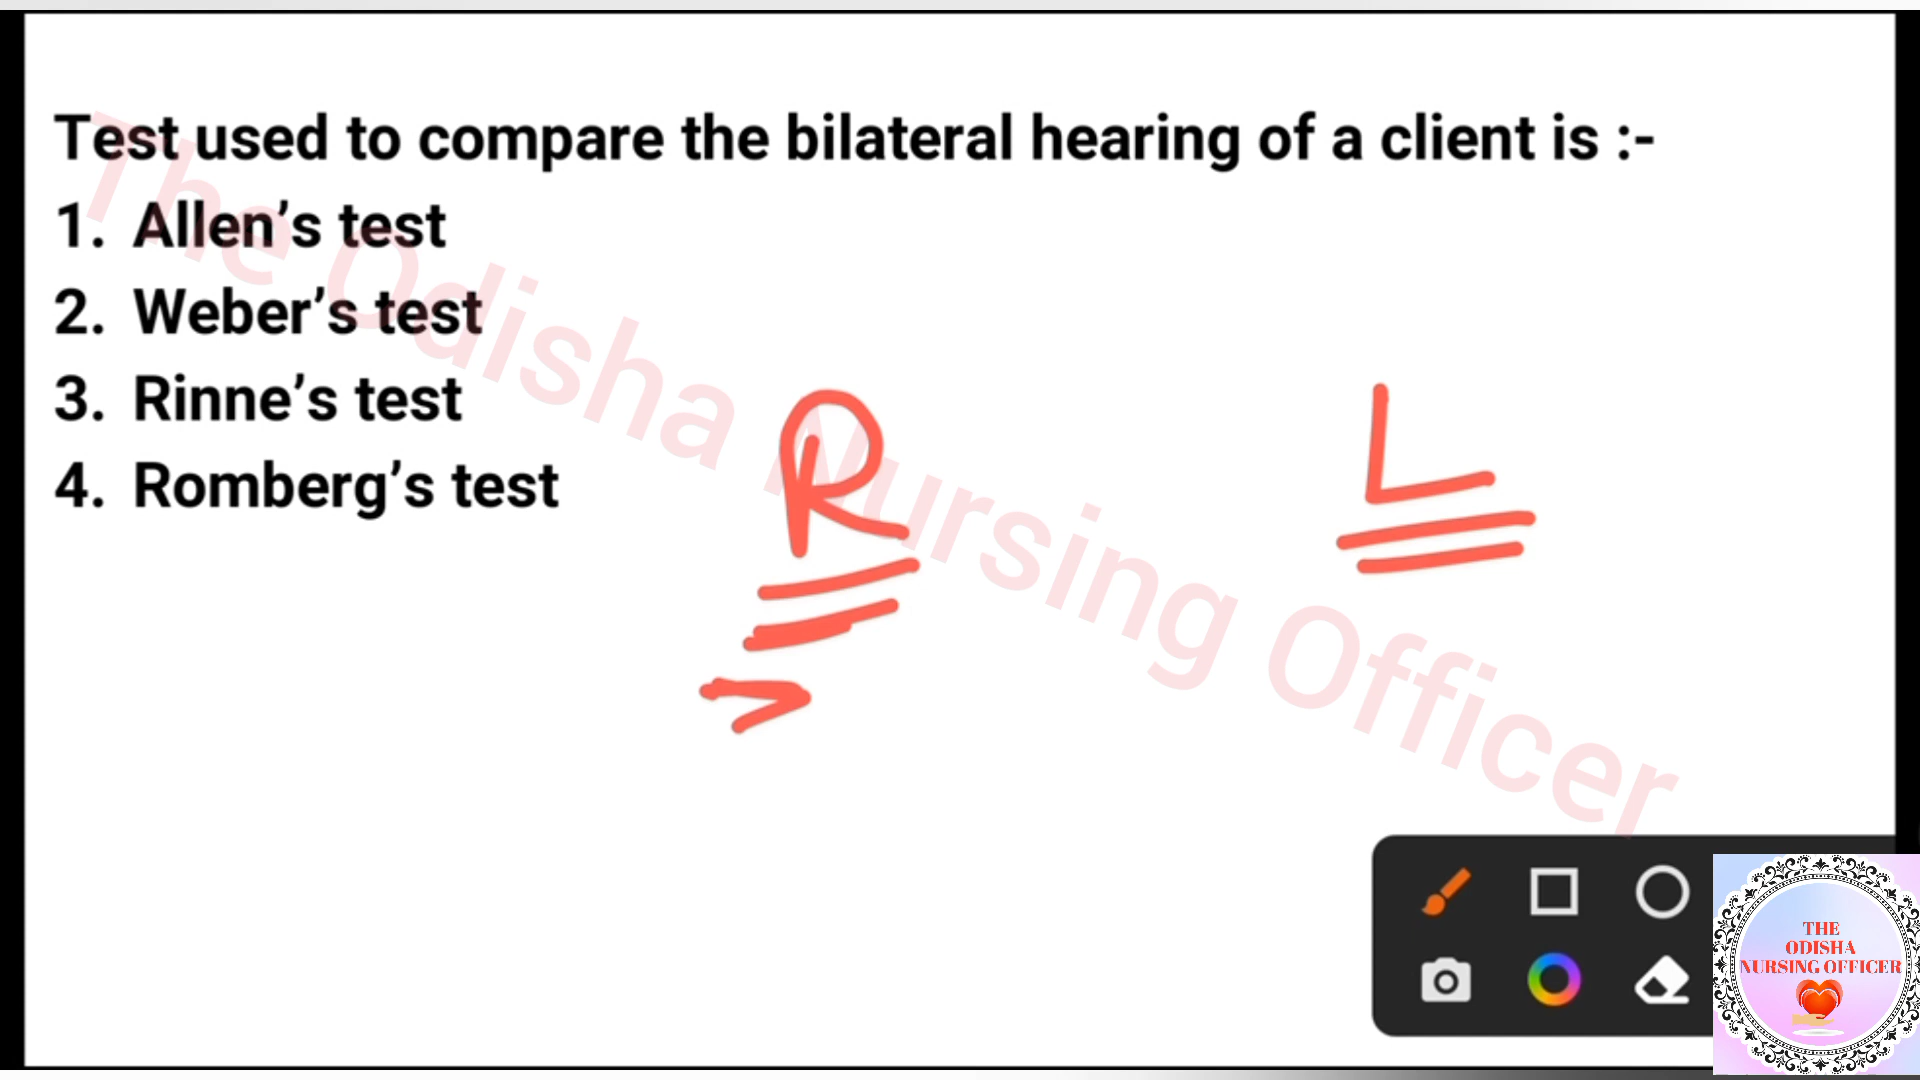 Test used to compare the bilateral hearing of a client is :-
1. Allen’s test
2. Weber’s test
3. Rinne’s test
4. Romberg’s test
R
L
The Odisha Nursing Officer
THE
ODISHA
NURSING OFFICER